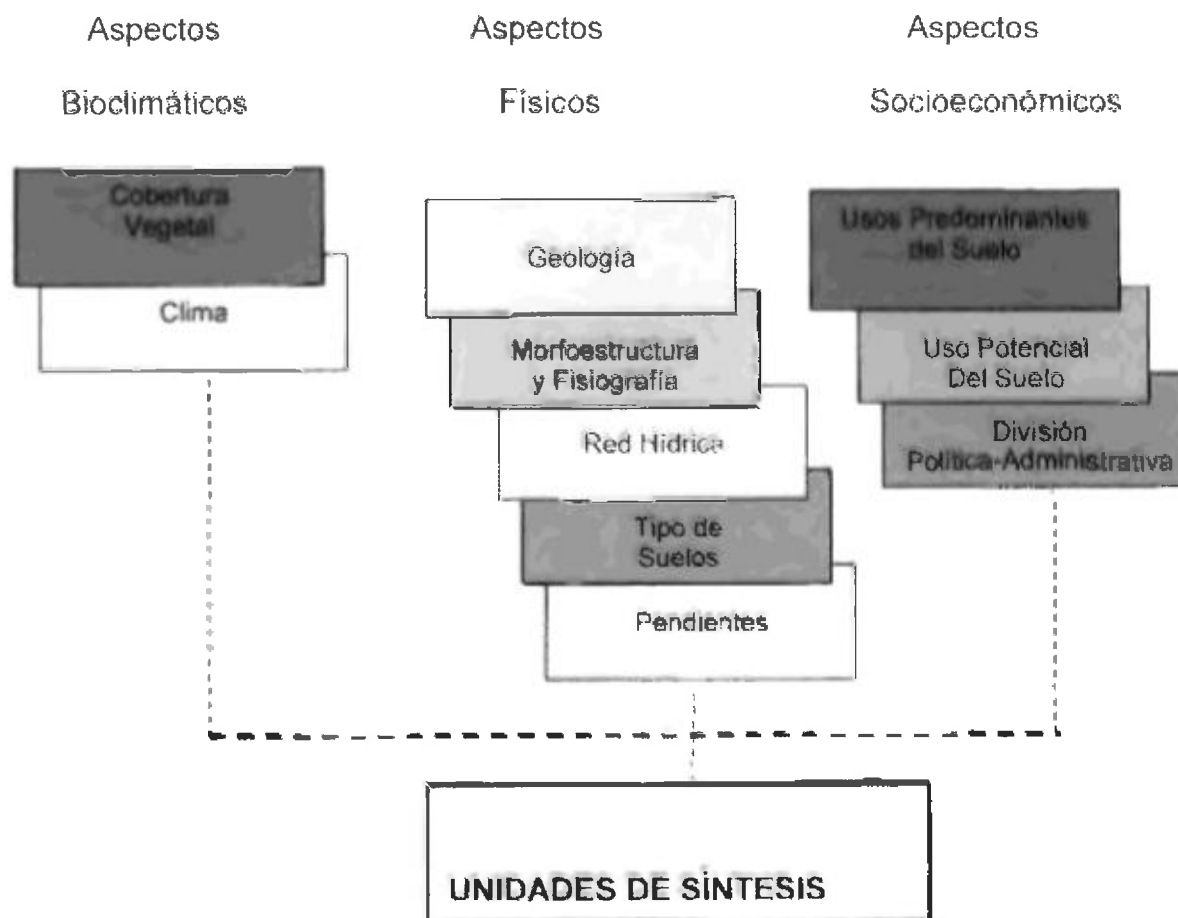 Aspectos
Bioclimáticos
Cobertura
Vegetal
Clima
Aspectos
Físicos
Geología
Morfoestructura
y Fisiografía
Red Hídrica
Tipo de
Suelos
Pendientes
Aspectos
Socioeconómicos
Usos Predominantes
del Suelo
Uso Potencial
Del Suelo
División
Política-Administrativa
UNIDADES DE SÍNTESIS